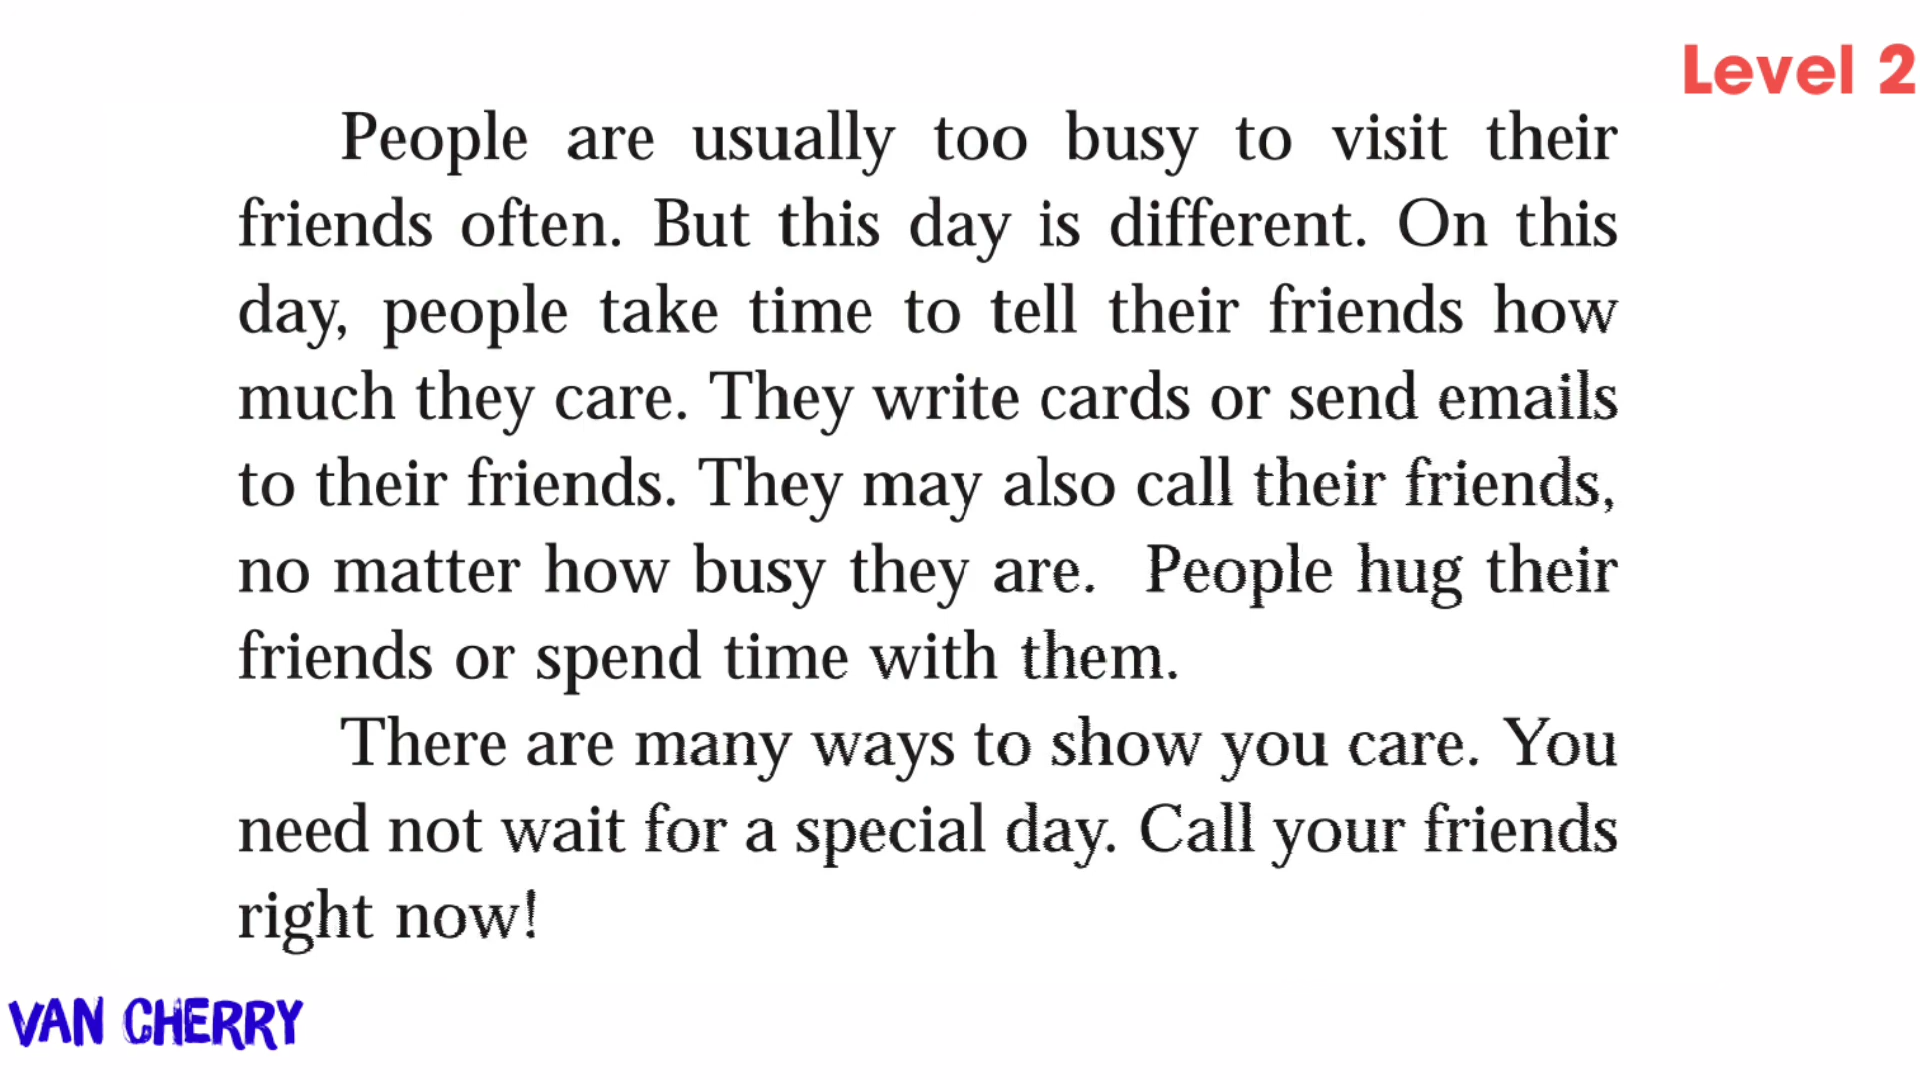 Level 2
People are usually too busy to visit their
friends often. But this day is different. On this
day, people take time to tell their friends how
much they care. They write cards or send emails
to their friends. They may also call their friends,
no matter how busy they are.  People hug their
friends or spend time with them.
There are many ways to show you care. You
need not wait for a special day. Call your friends
right now!
VAN CHERRY